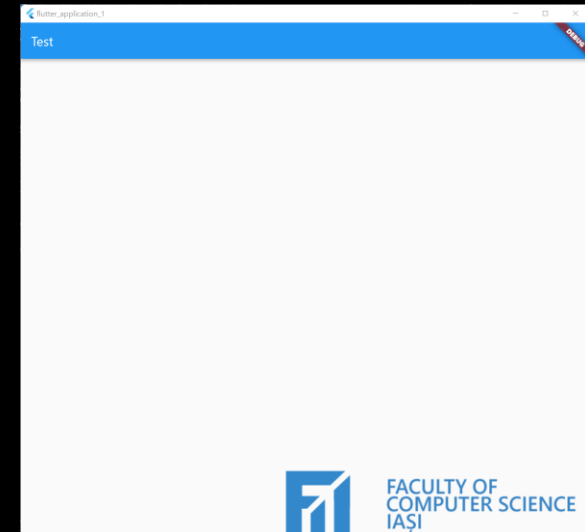 flutter_application_1
Test
DEBUG
FACULTY OF
COMPUTER SCIENCE
IAȘI